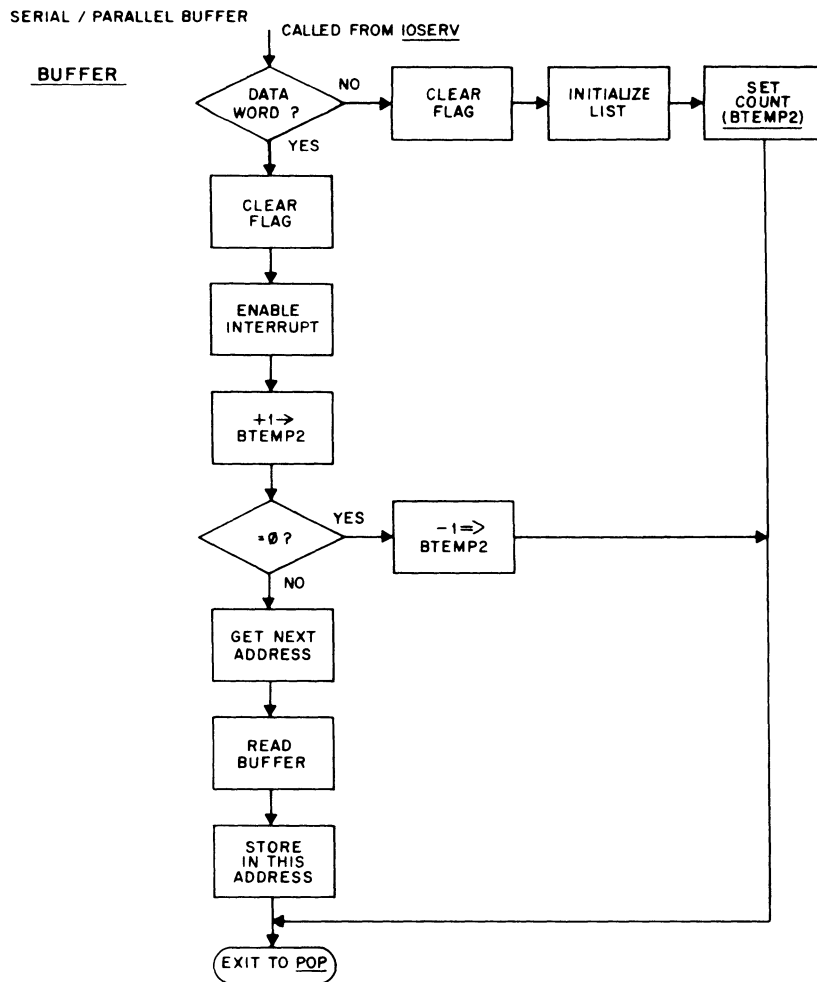 SERIAL / PARALLEL BUFFER
CALLED FROM IOSERV
BUFFER
DATA
WORD ?
NO
CLEAR
FLAG
INITIALIZE
LIST
SET
COUNT
(BTEMP2)
YES
CLEAR
FLAG
ENABLE
INTERRUPT
+1→
BTEMP2
=Ø?
YES
-1=>
BTEMP2
NO
GET NEXT
ADDRESS
READ
BUFFER
STORE
IN THIS
ADDRESS
EXIT TO POP